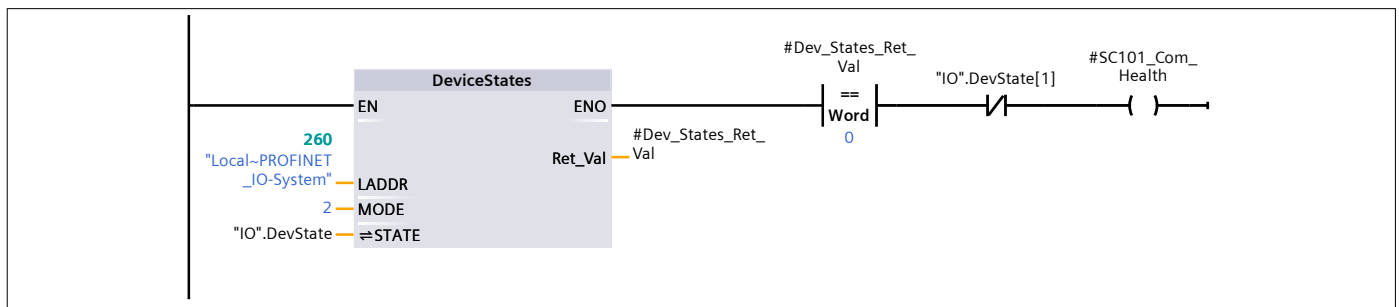 #Dev_States_Ret_
Val
"IO".DevState[1]
#SC101_Com_
Health
DeviceStates
EN
ENO
==
Word
0
260
"Local~PROFINET
_IO-System"
LADDR
#Dev_States_Ret_
Val
Ret_Val
2
MODE
"IO".DevState
⇌STATE